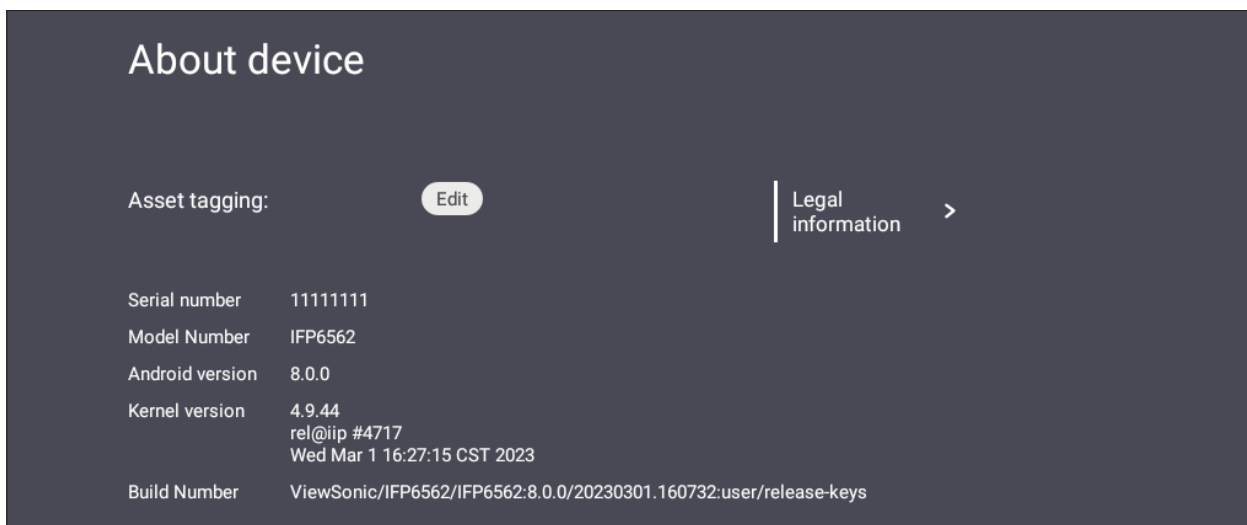 About device
Asset tagging: Edit
Legal
information
Serial number 11111111
Model Number IFP6562
Android version 8.0.0
Kernel version 4.9.44
rel@iip #4717
Wed Mar 1 16:27:15 CST 2023
Build Number ViewSonic/IFP6562/IFP6562:8.0.0/20230301.160732:user/release-keys